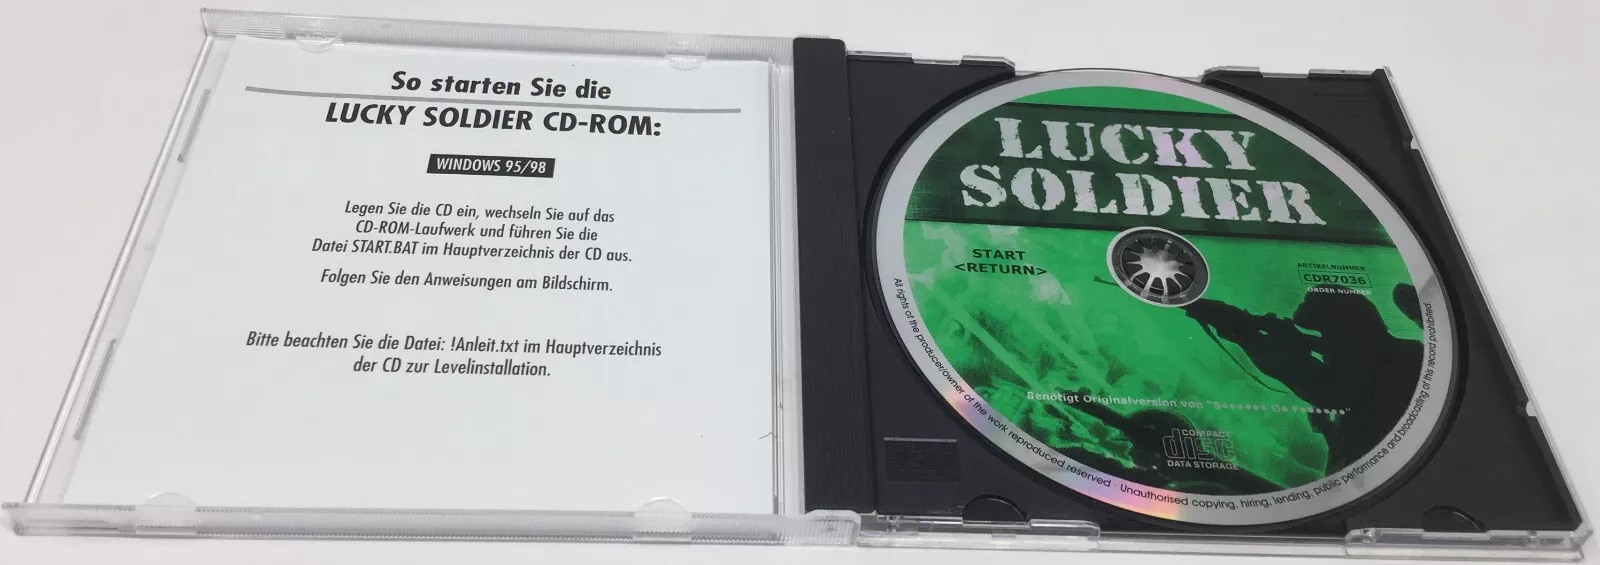 So starten Sie die
LUCKY SOLDIER CD-ROM:
WINDOWS 95/98
Legen Sie die CD ein, wechseln Sie auf das
CD-ROM-Laufwerk und führen Sie die
Datei START.BAT im Hauptverzeichnis der CD aus.
Folgen Sie den Anweisungen am Bildschirm.
Bitte beachten Sie die Datei: !Anleit.txt im Hauptverzeichnis
der CD zur Levelinstallation.
LUCKY
SOLDIER
START
<RETURN>
ARTIKELNUMMER
CDR7036
ORDER NUMBER
Benötigt Originalversion von "S•••••• O• F••••••"
COMPACT
disc
DATA STORAGE
All rights of the producer/owner of the work reproduced reserved · Unauthorised copying, hiring, lending, public performance and broadcasting of this record prohibited.